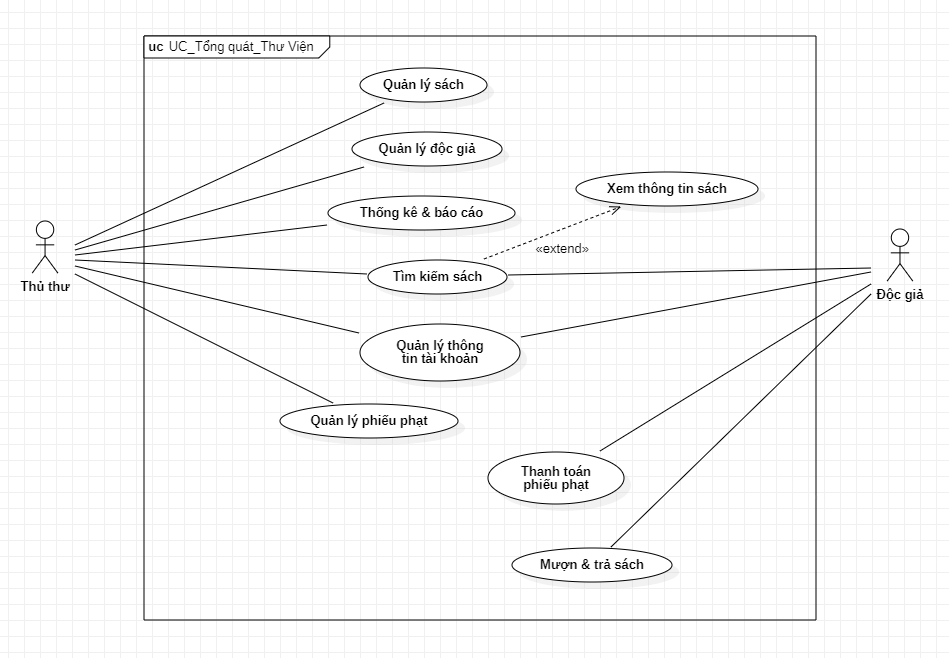 uc UC_Tổng quát_Thư Viện
Quản lý sách
Quản lý độc giả
Xem thông tin sách
Thống kê & báo cáo
«extend»
Tìm kiếm sách
Thủ thư
Độc giả
Quản lý thông
tin tài khoản
Quản lý phiếu phạt
Thanh toán
phiếu phạt
Mượn & trả sách